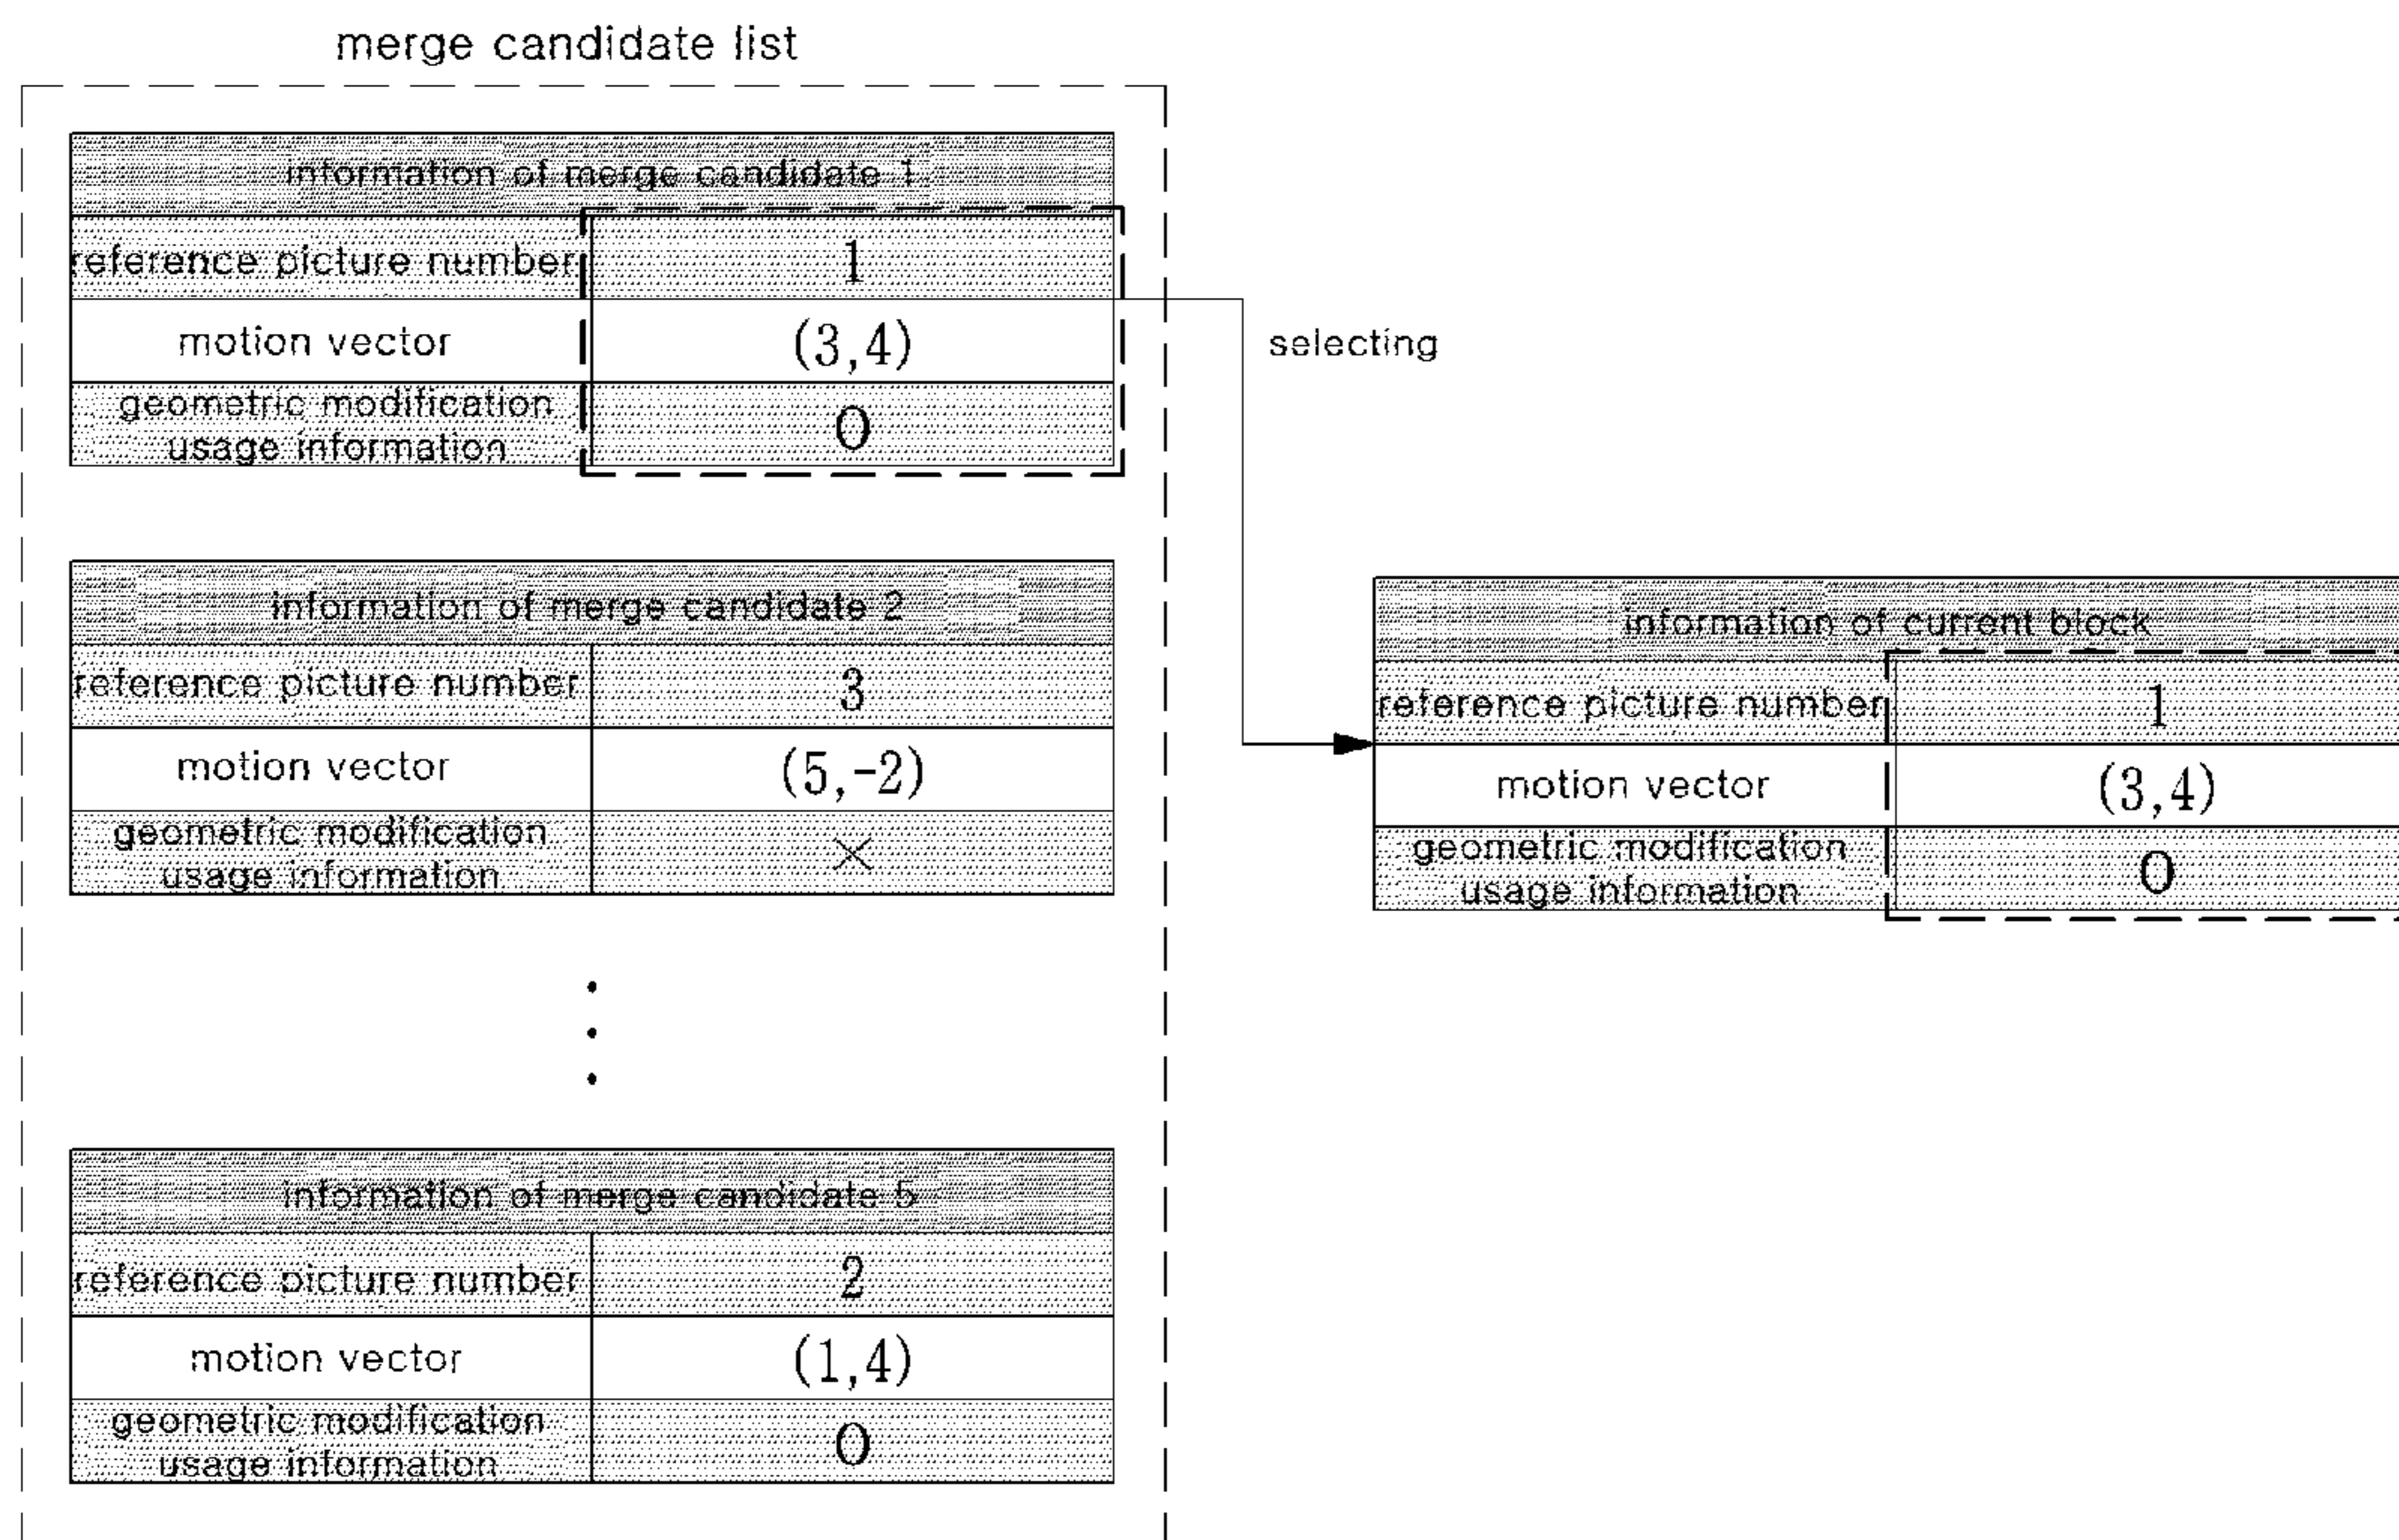 merge candidate list
information of merge candidate 1
reference picture number 1
motion vector (3,4)
geometric modification
usage information O
selecting
information of merge candidate 2
reference picture number 3
motion vector (5,-2)
geometric modification
usage information ×
information of current block
reference picture number 1
motion vector (3,4)
geometric modification
usage information O
information of merge candidate 5
reference picture number 2
motion vector (1,4)
geometric modification
usage information O